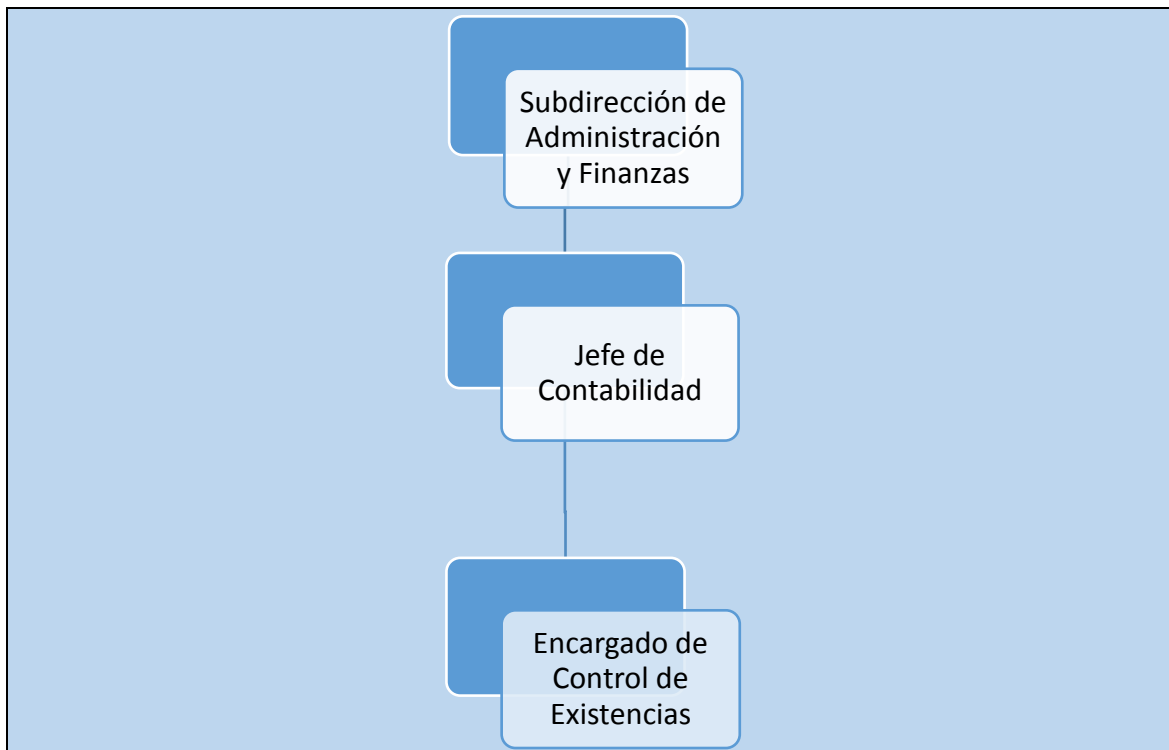 Subdirección de
Administración
y Finanzas
Jefe de
Contabilidad
Encargado de
Control de
Existencias